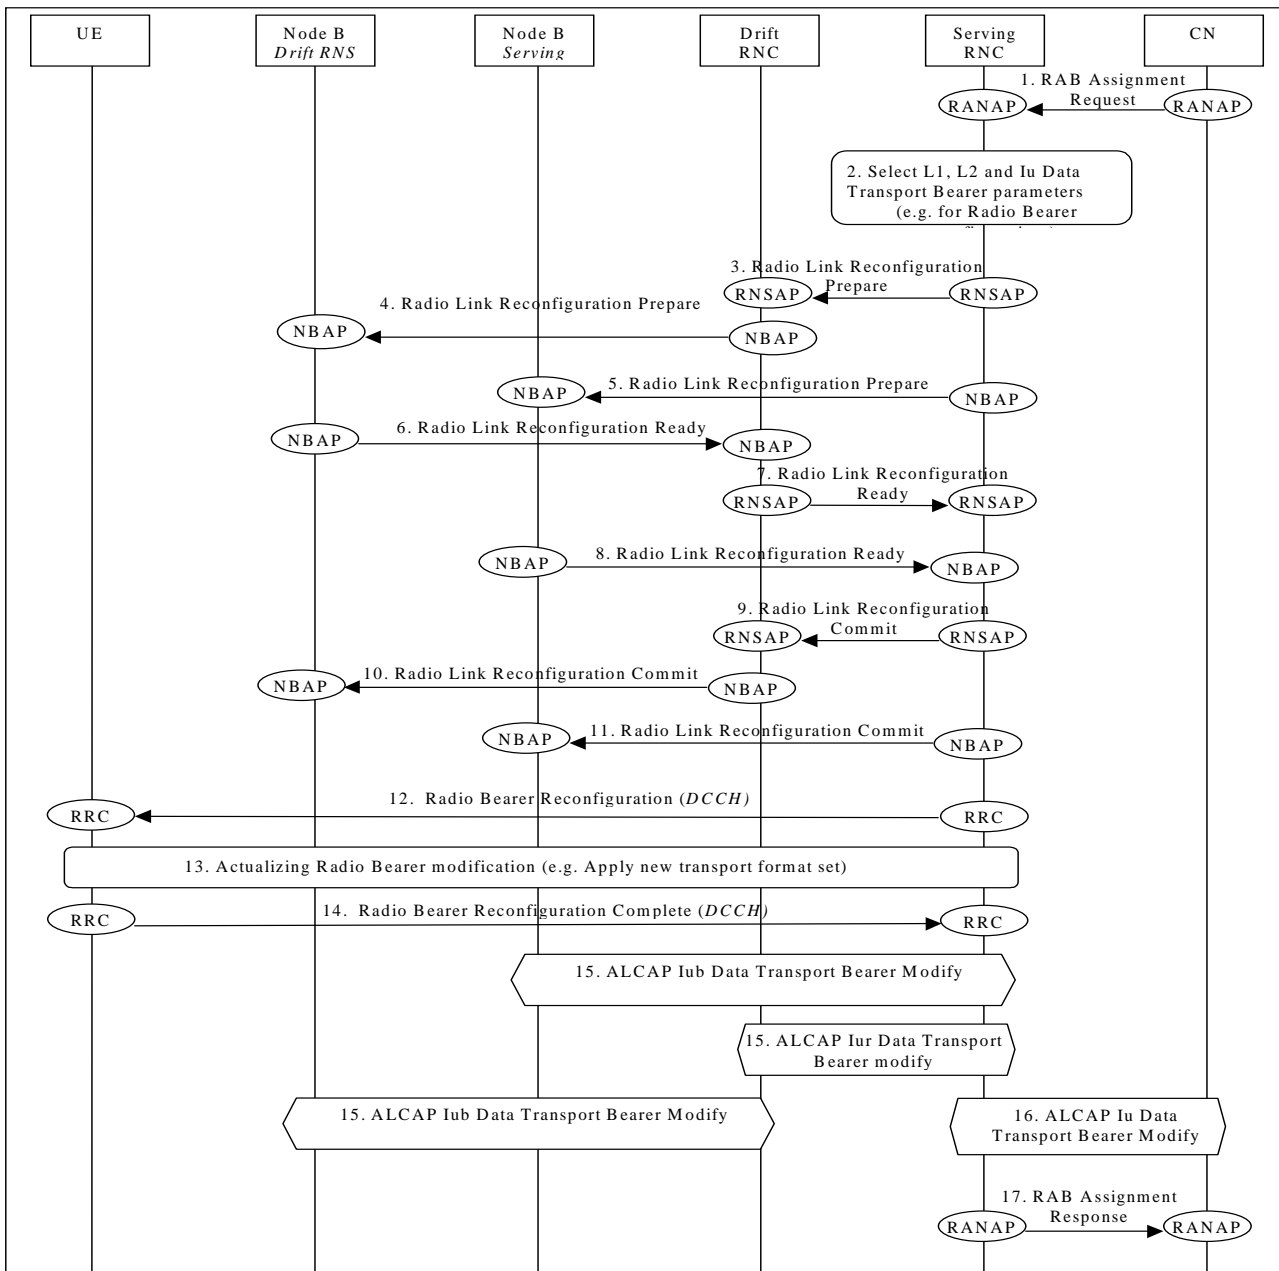 UE
Node B
Drift RNS
Node B
Serving
Drift
RNC
Serving
RNC
CN
1. RAB Assignment
Request
RANAP
RANAP
2. Select L1, L2 and Iu Data
Transport Bearer parameters
(e.g. for Radio Bearer
3. Radio Link Reconfiguration
Prepare
RNSAP
RNSAP
4. Radio Link Reconfiguration Prepare
NBAP
NBAP
5. Radio Link Reconfiguration Prepare
NBAP
NBAP
6. Radio Link Reconfiguration Ready
NBAP
NBAP
7. Radio Link Reconfiguration
Ready
RNSAP
RNSAP
8. Radio Link Reconfiguration Ready
NBAP
NBAP
9. Radio Link Reconfiguration
Commit
RNSAP
RNSAP
10. Radio Link Reconfiguration Commit
NBAP
NBAP
11. Radio Link Reconfiguration Commit
NBAP
NBAP
12. Radio Bearer Reconfiguration (DCCH)
RRC
RRC
13. Actualizing Radio Bearer modification (e.g. Apply new transport format set)
14. Radio Bearer Reconfiguration Complete (DCCH)
RRC
RRC
15. ALCAP Iub Data Transport Bearer Modify
15. ALCAP Iur Data Transport
Bearer modify
15. ALCAP Iub Data Transport Bearer Modify
16. ALCAP Iu Data
Transport Bearer Modify
17. RAB Assignment
Response
RANAP
RANAP